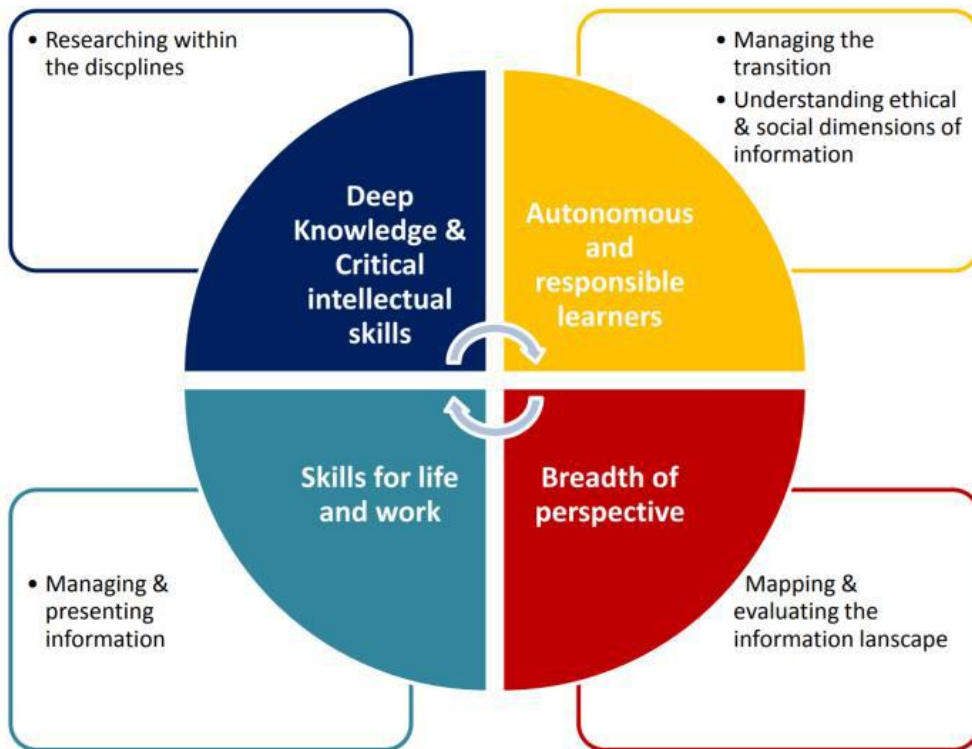 • Researching within
the discplines
• Managing the
transition
• Understanding ethical
& social dimensions of
information
Deep
Knowledge &
Critical
intellectual
skills
Autonomous
and
responsible
learners
Skills for life
and work
Breadth of
perspective
• Managing &
presenting
information
Mapping &
evaluating the
information lanscape